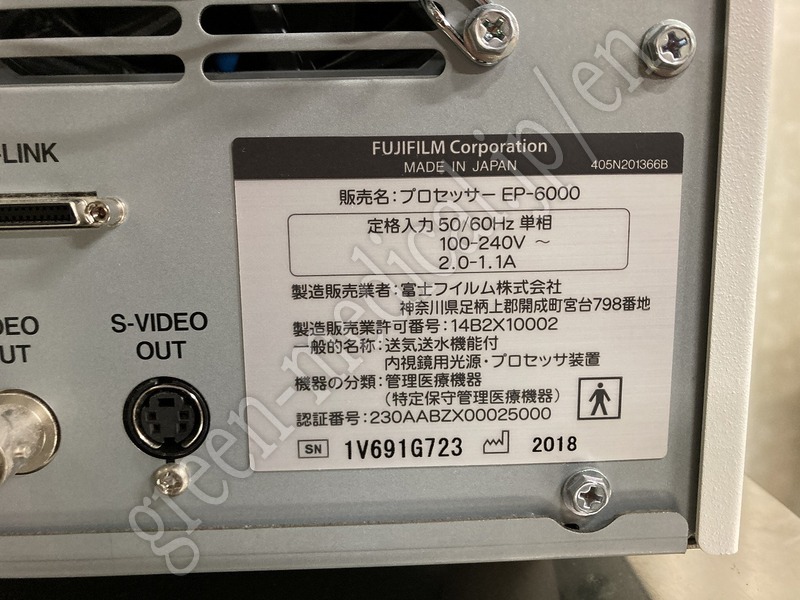 -LINK
DEO
UT
S-VIDEO
OUT
FUJIFILM Corporation
MADE IN JAPAN
405N201366B
販売名:プロセッサー EP-6000
定格入力 50/60Hz 単相
100-240V ～
2.0-1.1A
製造販売業者:富士フイルム株式会社
神奈川県足柄上郡開成町宮台798番地
製造販売業許可番号:14B2X10002
一般的名称:送気送水機能付
内視鏡用光源・プロセッサ装置
機器の分類:管理医療機器
(特定保守管理医療機器)
認証番号:230AABZX00025000
SN 1V691G723 2018
green-medical.jp/en